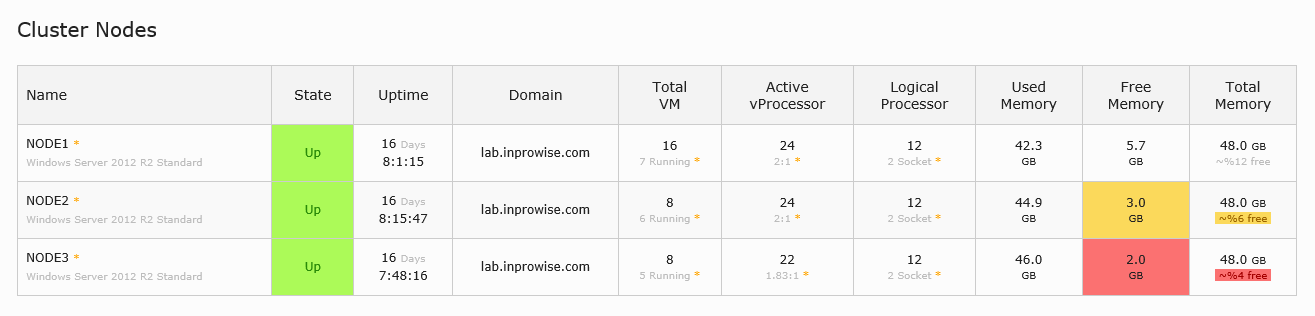 Cluster Nodes
Name State Uptime Domain Total VM Active vProcessor Logical Processor Used Memory Free Memory Total Memory
NODE1 * Up 16 Days lab.inprowise.com 16 24 12 42.3 5.7 48.0 GB
Windows Server 2012 R2 Standard 8:1:15 7 Running * 2:1 * 2 Socket * GB GB ~%12 free
NODE2 * Up 16 Days lab.inprowise.com 8 24 12 44.9 3.0 48.0 GB
Windows Server 2012 R2 Standard 8:15:47 6 Running * 2:1 * 2 Socket * GB GB ~%6 free
NODE3 * Up 16 Days lab.inprowise.com 8 22 12 46.0 2.0 48.0 GB
Windows Server 2012 R2 Standard 7:48:16 5 Running * 1.83:1 * 2 Socket * GB GB ~%4 free